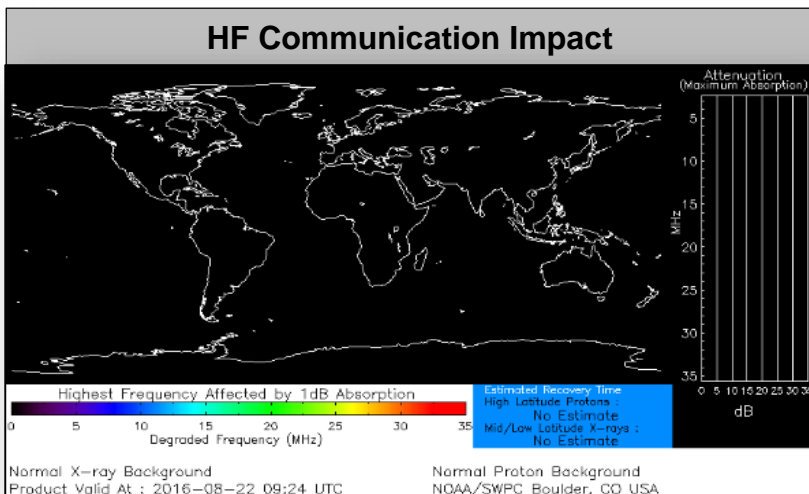 HF Communication Impact
Attenuation
(Maximum Absorption)
5
10
15
20
25
30
35
MHz
0 5 10 15 20 25 30 35
dB
Highest Frequency Affected by 1dB Absorption
0 5 10 15 20 25 30 35
Degraded Frequency (MHz)
Estimated Recovery Time
High Latitude Protons :
No Estimate
Mid/Low Latitude X-rays :
No Estimate
Normal X-ray Background
Normal Proton Background
Product Valid At : 2016-08-22 09:24 UTC
NOAA/SWPC Boulder, CO USA